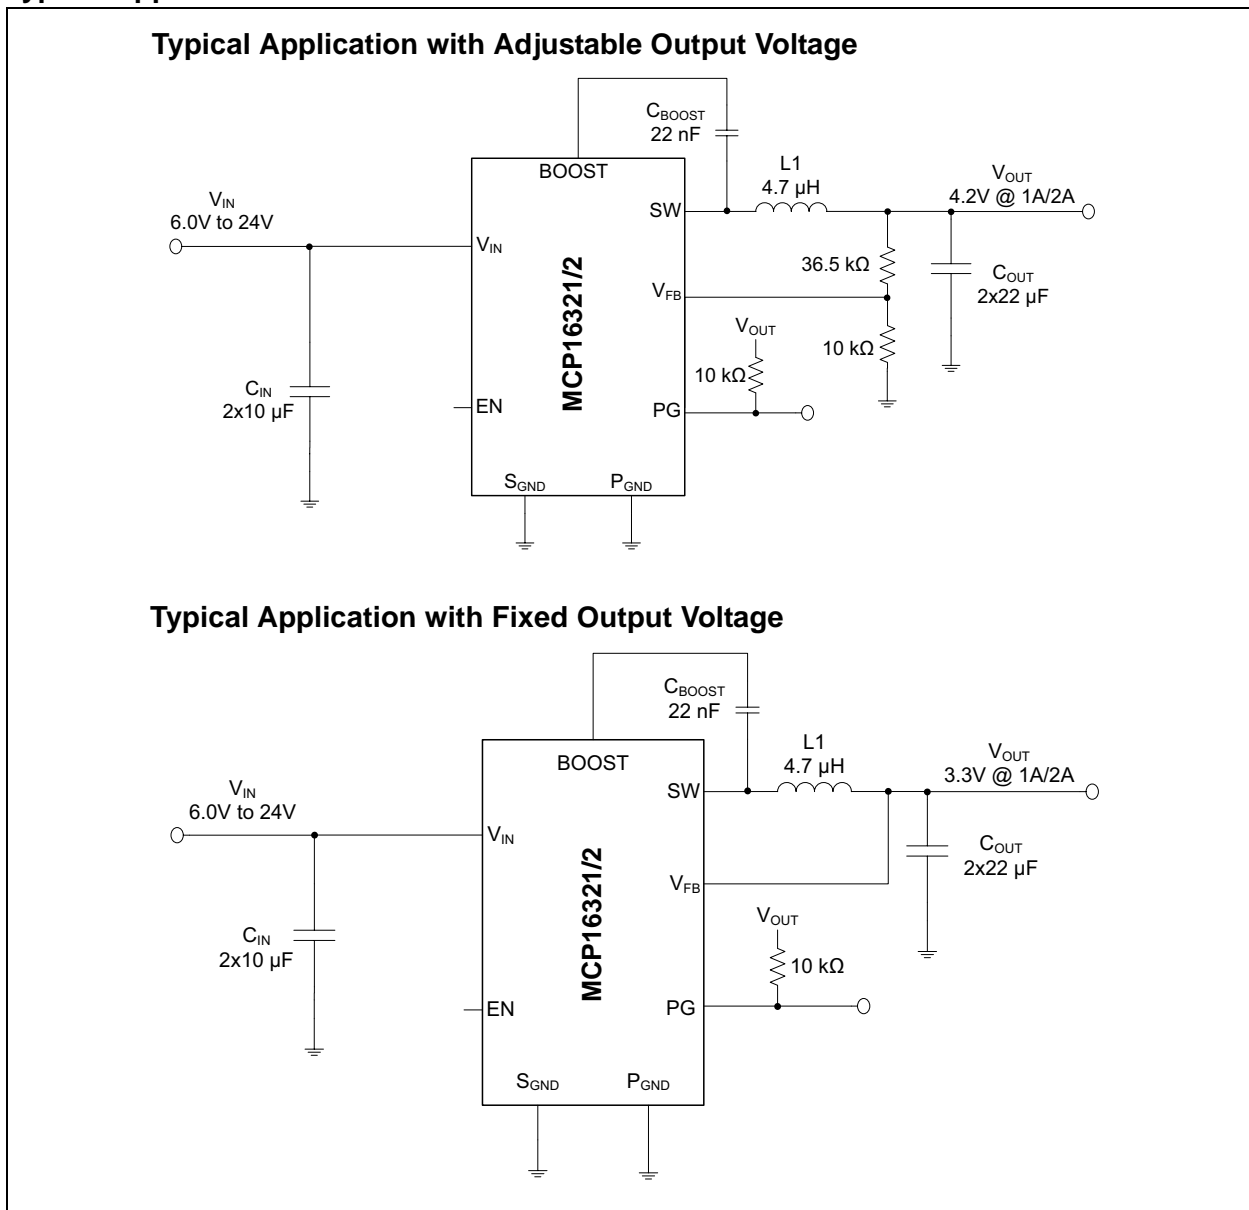 Typical Application with Adjustable Output Voltage
CBOOST
22 nF
BOOST
L1
4.7 µH
VOUT
4.2V @ 1A/2A
VIN
6.0V to 24V
SW
VIN
36.5 kΩ
COUT
2x22 µF
VFB
MCP16321/2
VOUT
10 kΩ
10 kΩ
CIN
2x10 µF
EN
PG
SGND
PGND
Typical Application with Fixed Output Voltage
CBOOST
22 nF
BOOST
L1
4.7 µH
VOUT
3.3V @ 1A/2A
VIN
6.0V to 24V
SW
VIN
COUT
2x22 µF
VFB
MCP16321/2
VOUT
CIN
2x10 µF
10 kΩ
EN
PG
SGND
PGND